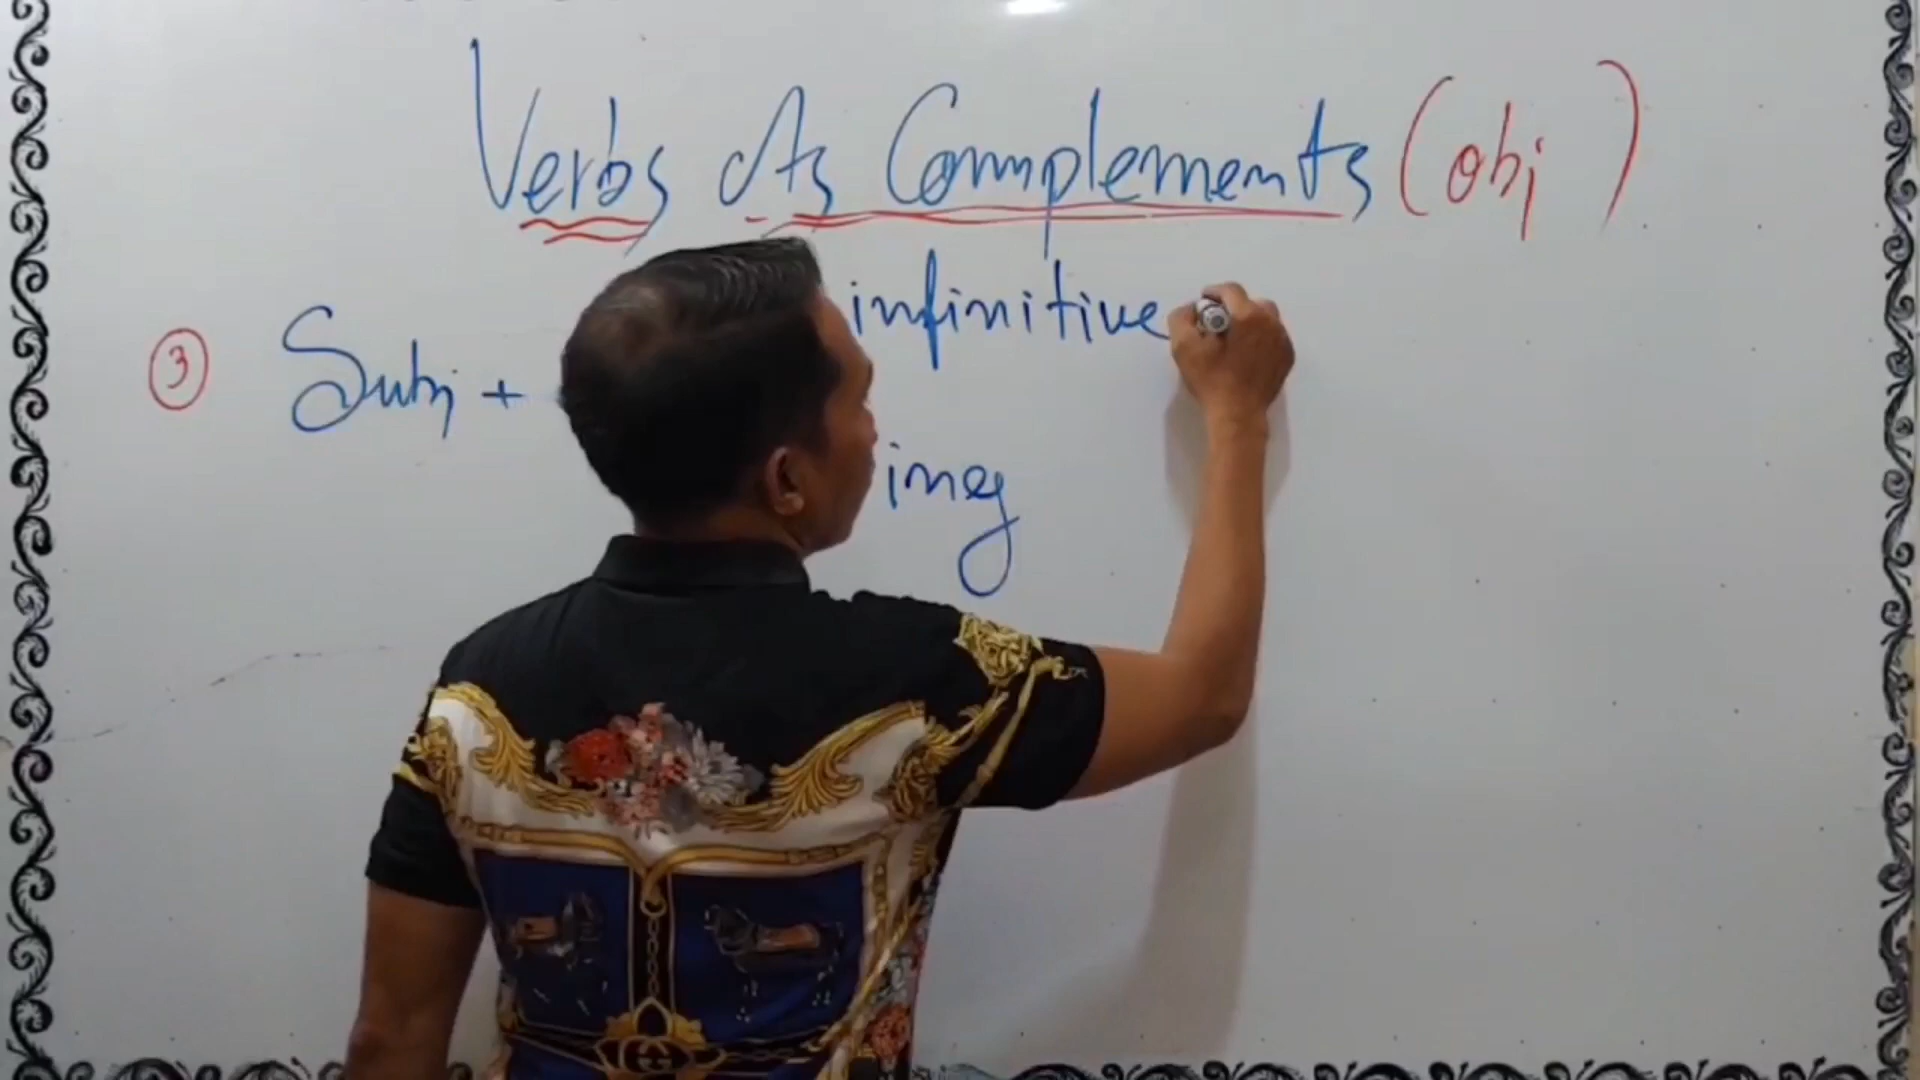 Verbs As Complements (obj)
infinitive
3 Subj +
ing